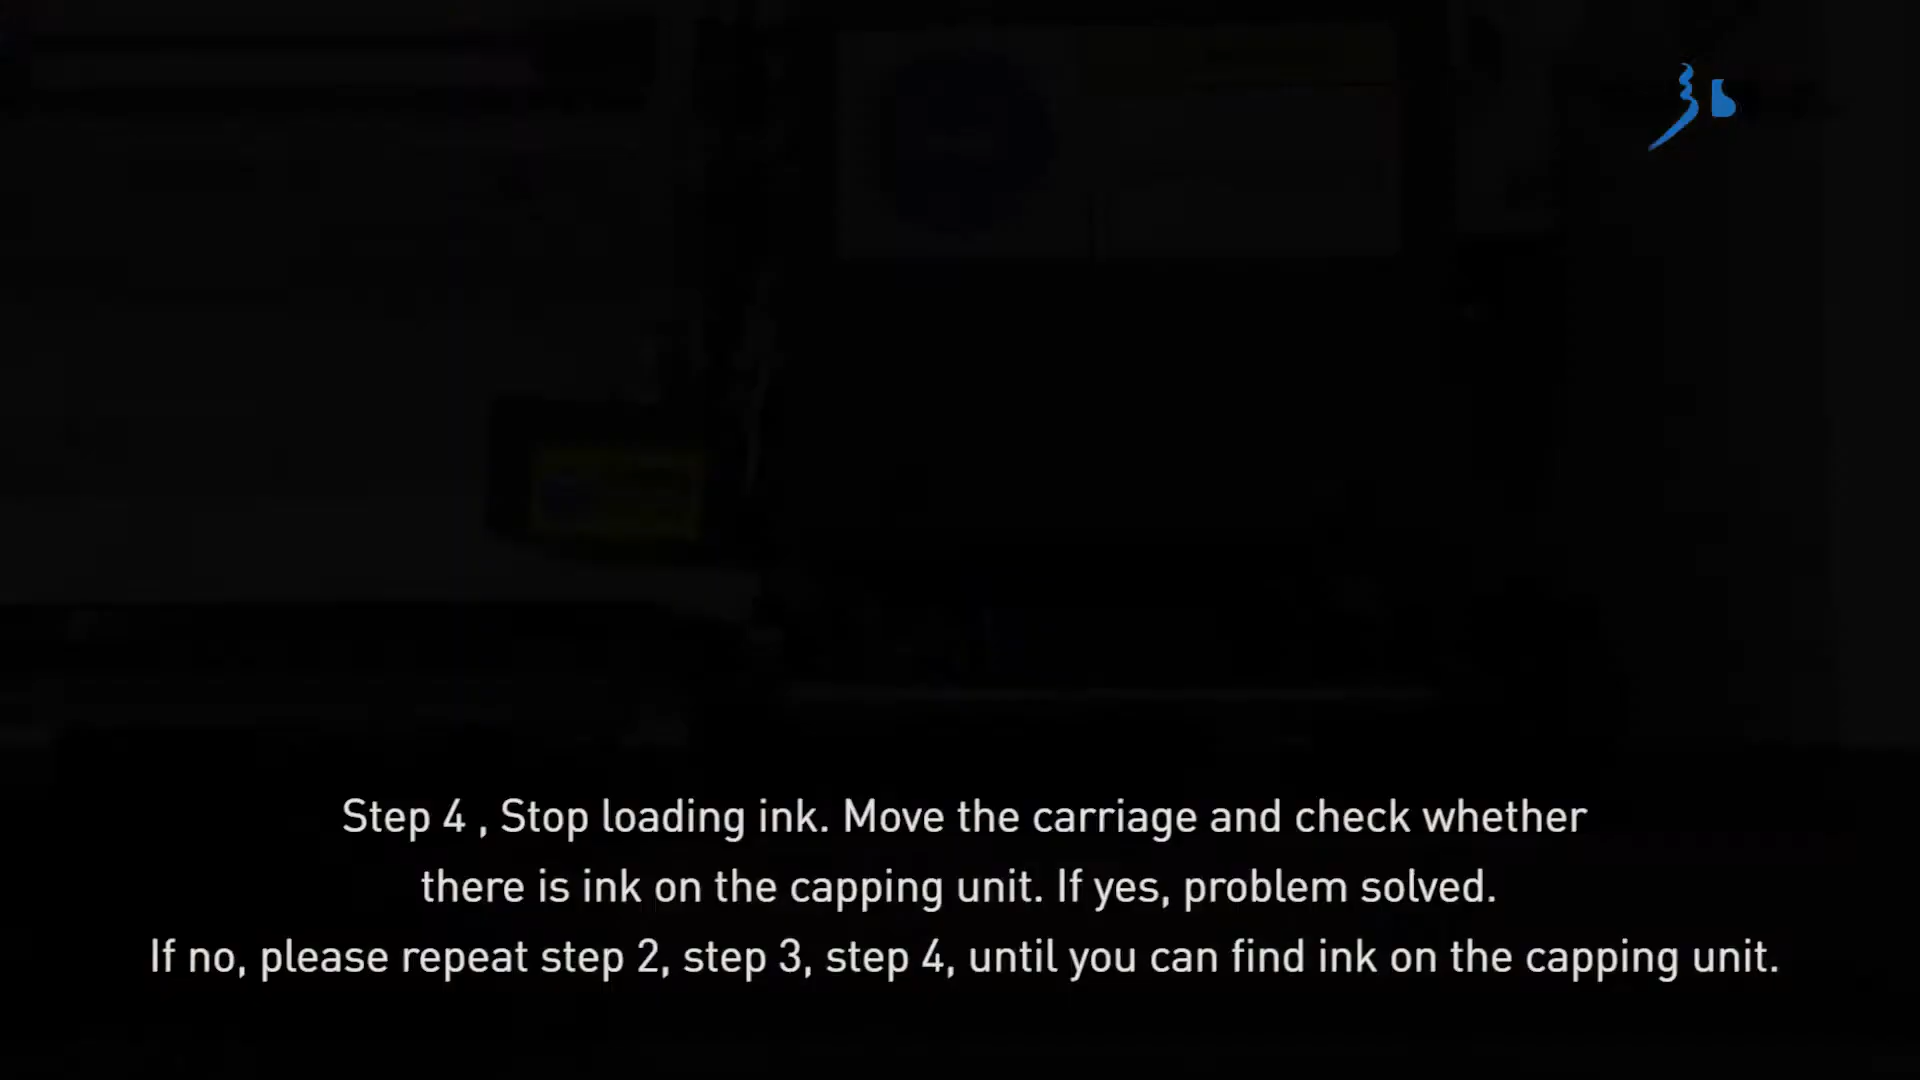 Step 4 , Stop loading ink. Move the carriage and check whether
there is ink on the capping unit. If yes, problem solved.
If no, please repeat step 2, step 3, step 4, until you can find ink on the capping unit.